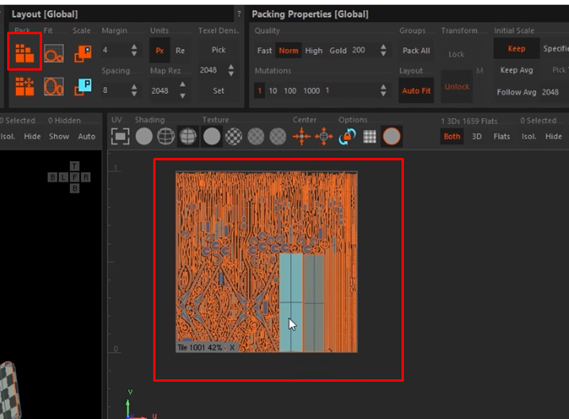 Layout [Global] ? Packing Properties [Global]
Pack Fit Scale Margin Units Texel Dens. Quality Groups Transform Initial Scale
4 Px Re Pick Fast Norm High Gold 200 Pack All Lock Keep Specifi
Spacing Map Rez 2048 Mutations Layout M Keep Avg Pick
8 2048 Set 1 10 100 1000 1 Auto Fit Unlock Follow Avg 2048
0 Selected 0 Hidden UV Shading Texture Center Options 1 3Ds 1659 Flats 0 Selected
Isol. Hide Show Auto Both 3D Flats Isol. Hide
T
B L F R
B
1
0
Tile 1001 42% - X
V
U